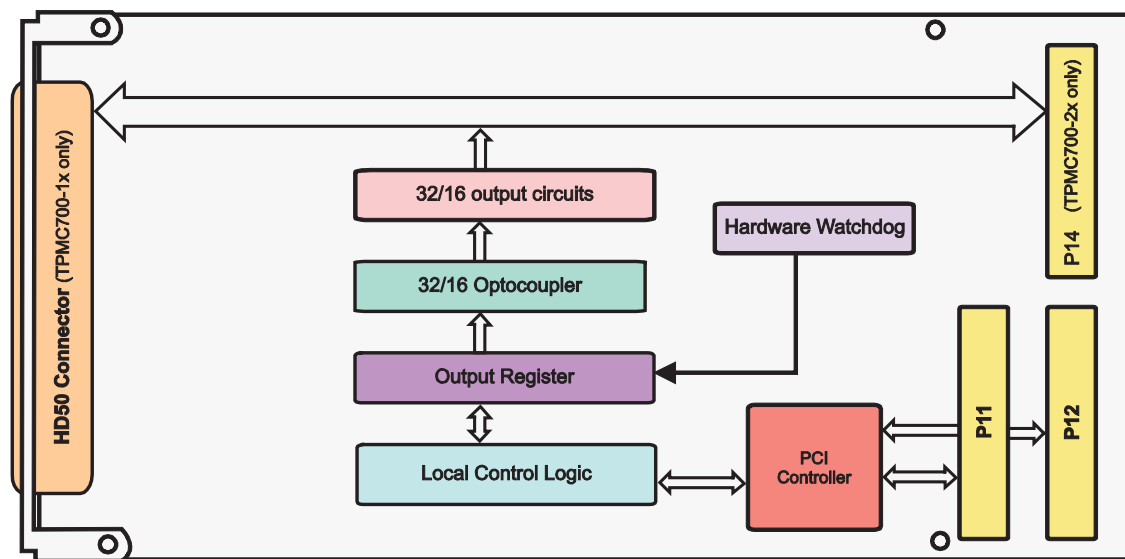 HD50 Connector (TPMC700-1x only)
32/16 output circuits
Hardware Watchdog
P14 (TPMC700-2x only)
32/16 Optocoupler
Output Register
Local Control Logic
PCI
Controller
P11
P12